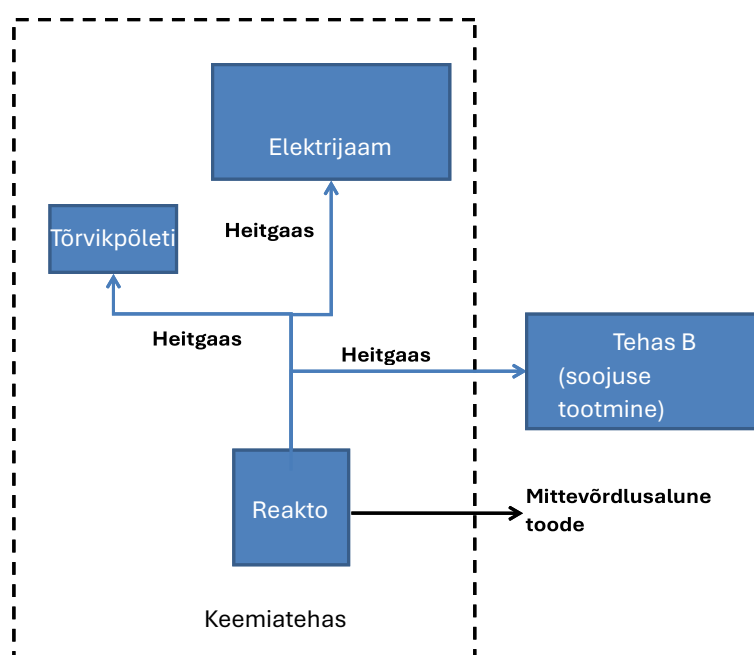 Elektrijaam
Heitgaas
Tõrvikpõleti
Heitgaas
Heitgaas
Tehas B
(soojuse
tootmine)
Reakto
Mittevõrdlusalune
toode
Keemiatehas